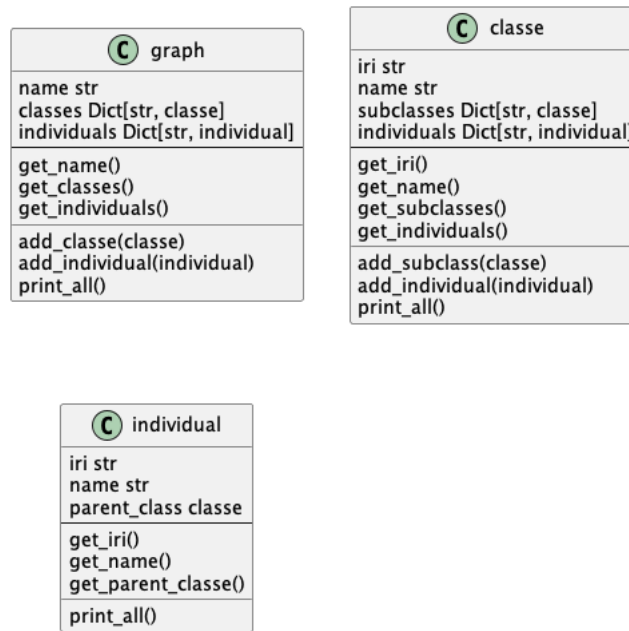 C graph
name str
classes Dict[str, classe]
individuals Dict[str, individual]
get_name()
get_classes()
get_individuals()
add_classe(classe)
add_individual(individual)
print_all()
C classe
iri str
name str
subclasses Dict[str, classe]
individuals Dict[str, individual]
get_iri()
get_name()
get_subclasses()
get_individuals()
add_subclass(classe)
add_individual(individual)
print_all()
C individual
iri str
name str
parent_class classe
get_iri()
get_name()
get_parent_classe()
print_all()